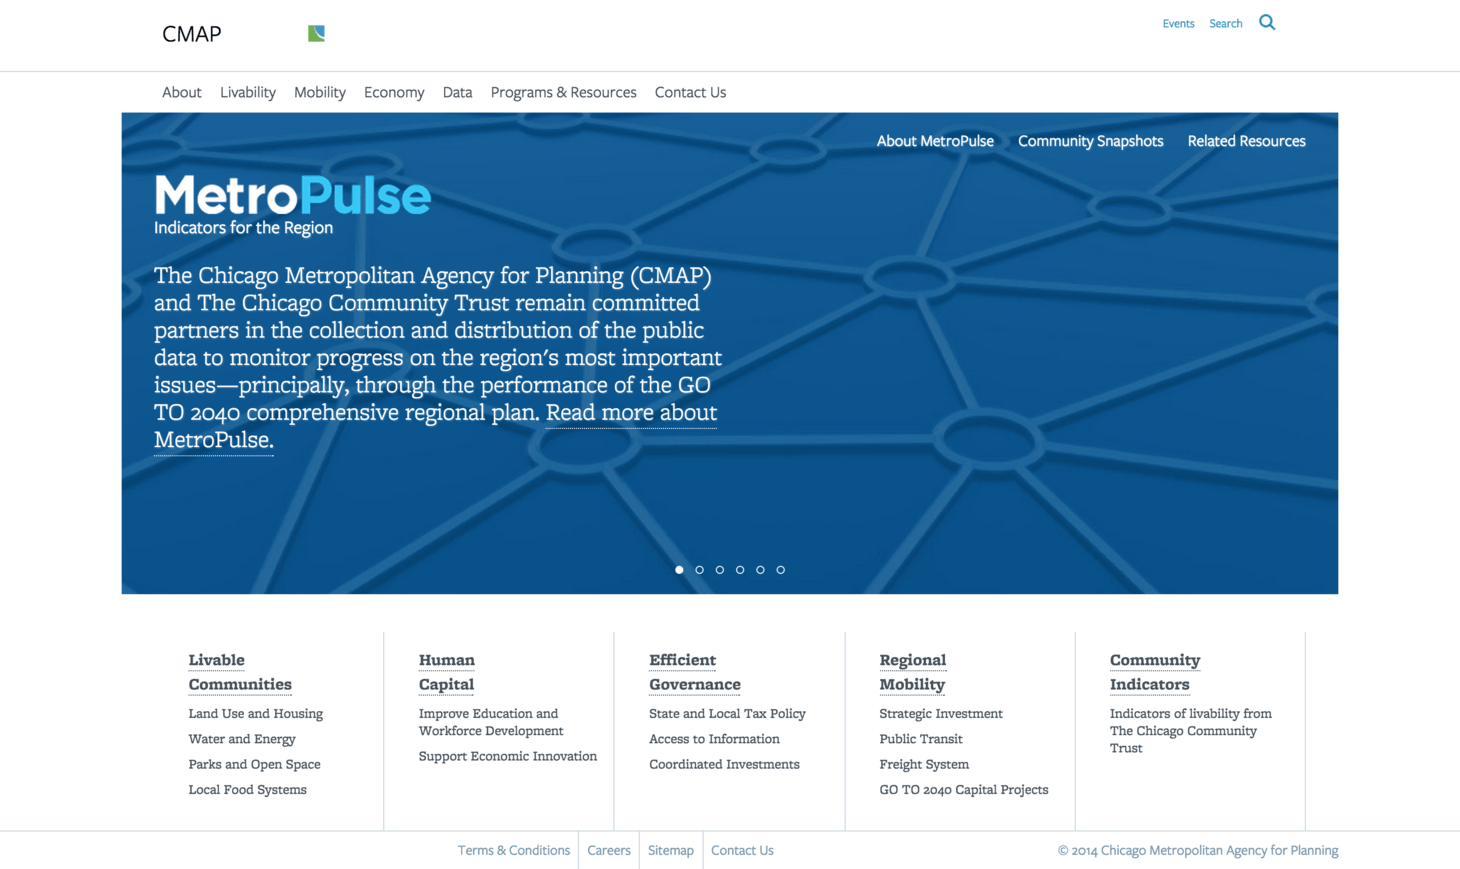 CMAP
Events Search
About Livability Mobility Economy Data Programs & Resources Contact Us
About MetroPulse Community Snapshots Related Resources
MetroPulse
Indicators for the Region
The Chicago Metropolitan Agency for Planning (CMAP)
and The Chicago Community Trust remain committed
partners in the collection and distribution of the public
data to monitor progress on the region's most important
issues—principally, through the performance of the GO
TO 2040 comprehensive regional plan. Read more about
MetroPulse.
Livable
Communities
Land Use and Housing
Water and Energy
Parks and Open Space
Local Food Systems
Human
Capital
Improve Education and
Workforce Development
Support Economic Innovation
Efficient
Governance
State and Local Tax Policy
Access to Information
Coordinated Investments
Regional
Mobility
Strategic Investment
Public Transit
Freight System
GO TO 2040 Capital Projects
Community
Indicators
Indicators of livability from
The Chicago Community
Trust
Terms & Conditions Careers Sitemap Contact Us
© 2014 Chicago Metropolitan Agency for Planning